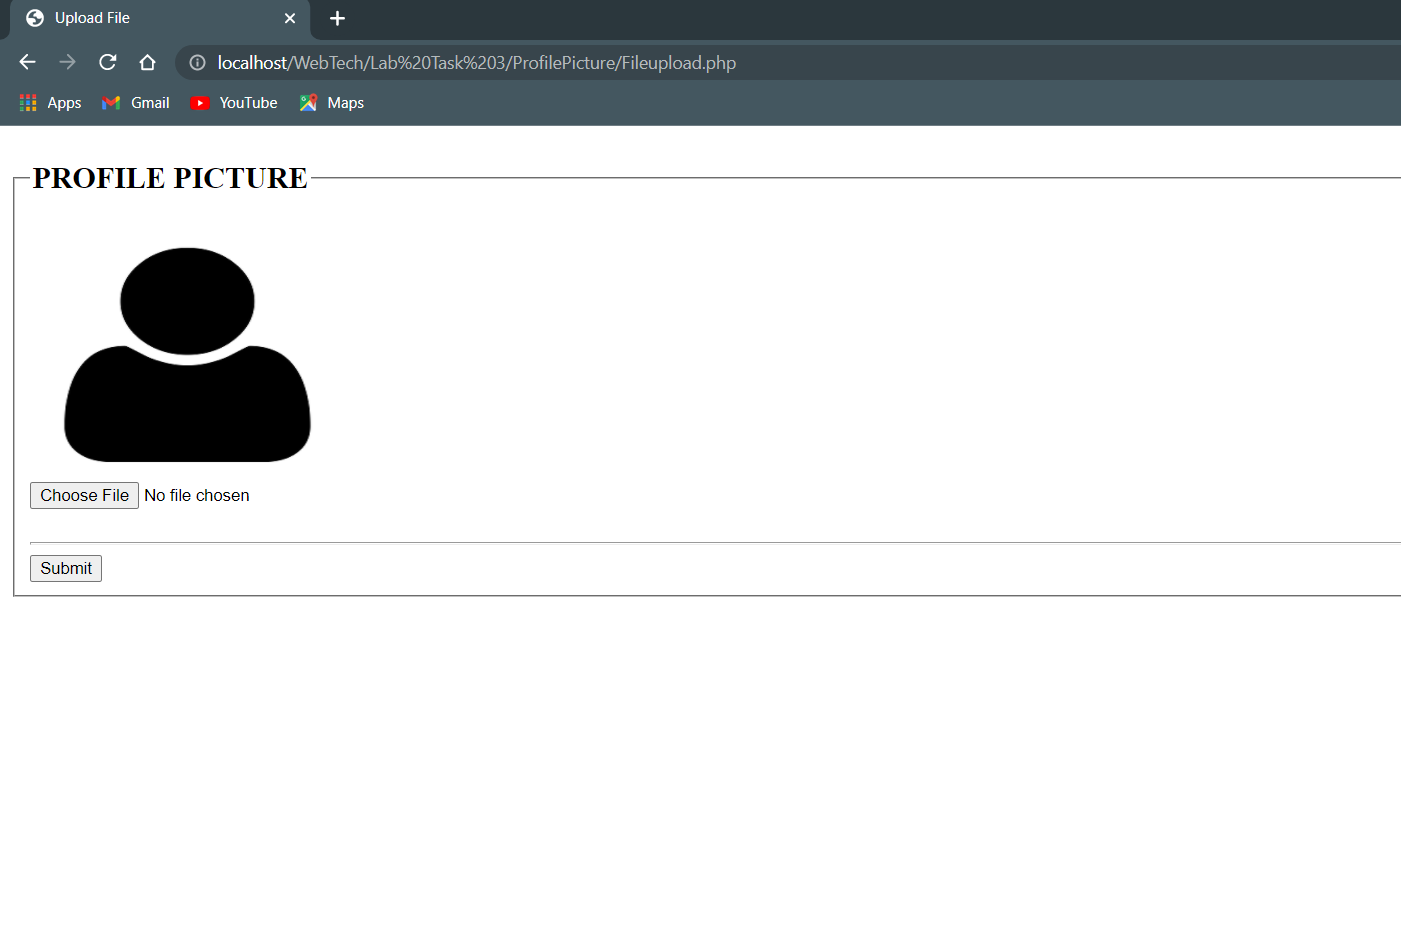 Upload File
localhost/WebTech/Lab%20Task%203/ProfilePicture/Fileupload.php
Apps Gmail YouTube Maps
PROFILE PICTURE
Choose File No file chosen
Submit